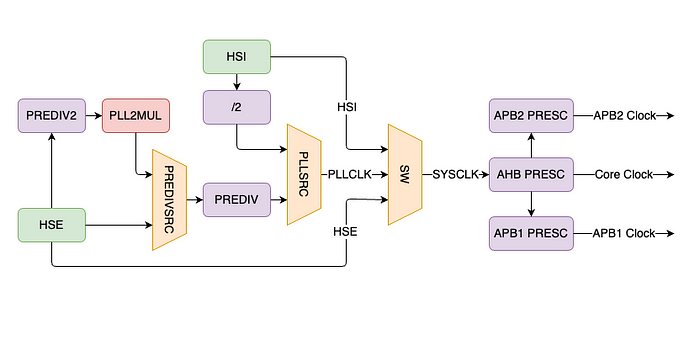 HSI
/2
PREDIV2
PLL2MUL
HSI
APB2 PRESC
APB2 Clock
PREDIVSRC
PLLSRC
PLLCLK
SW
SYSCLK
AHB PRESC
Core Clock
PREDIV
HSE
HSE
APB1 PRESC
APB1 Clock